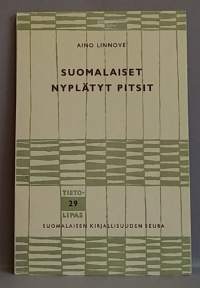 AINO LINNOVE
SUOMALAISET
NYPLÄTYT PITSIT
TIETO-
29
LIPAS
SUOMALAISEN KIRJALLISUUDEN SEURA